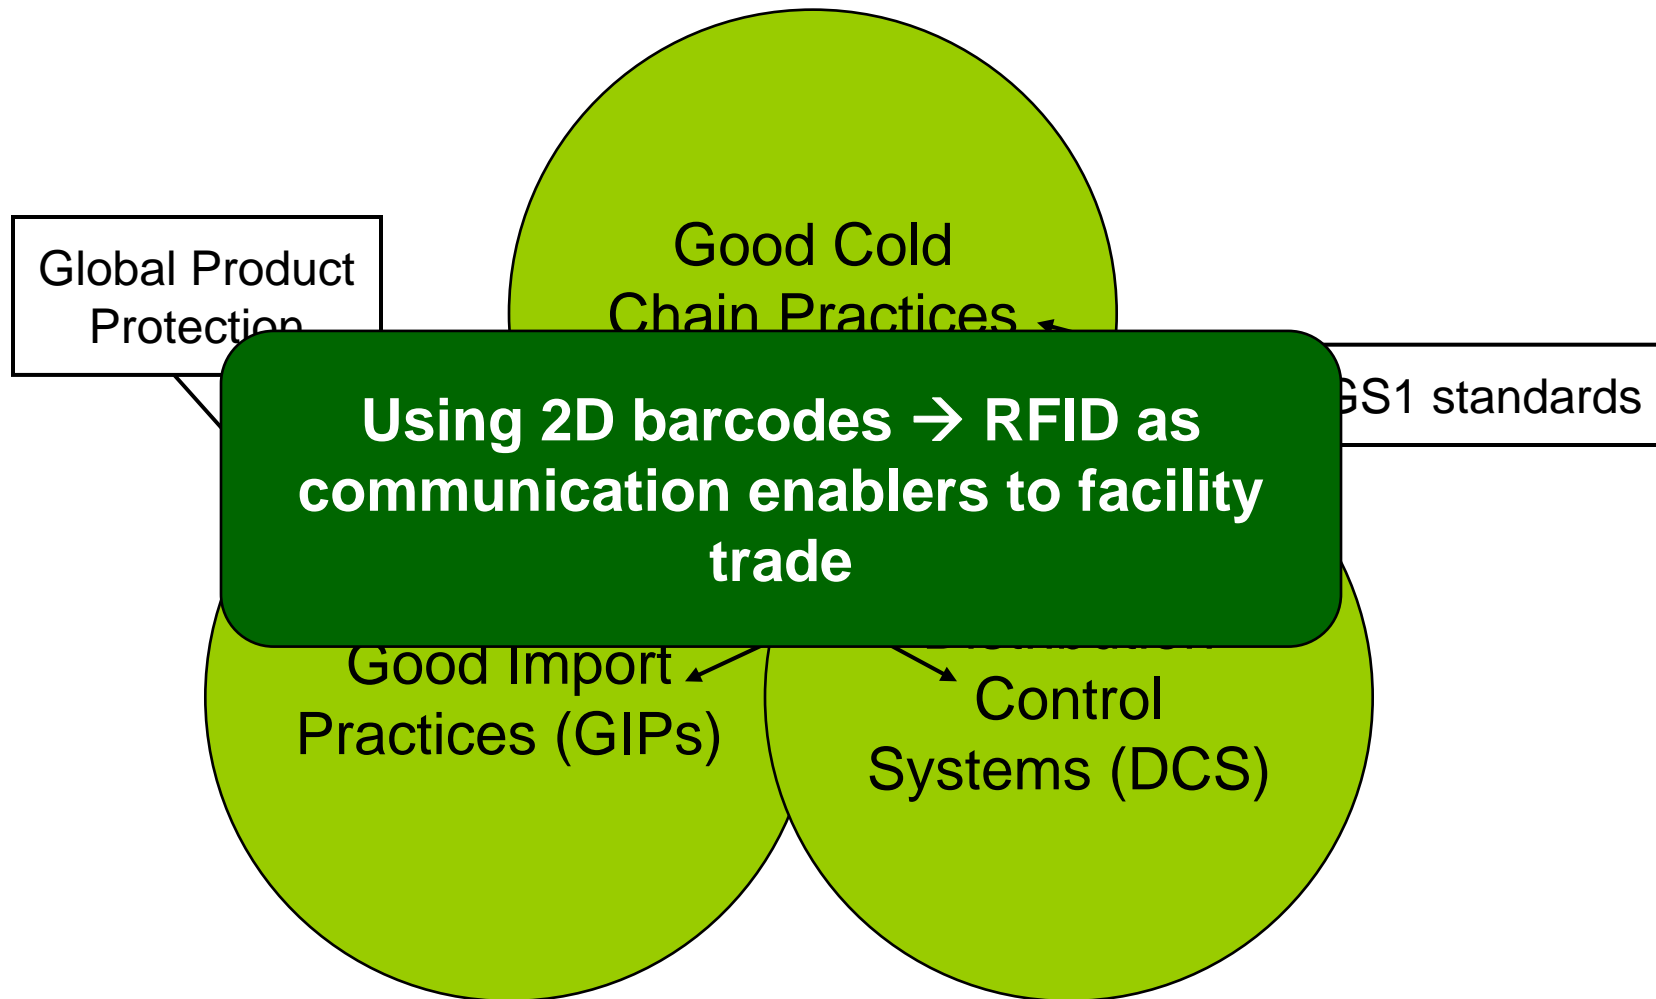 Good Cold
Chain Practices
Global Product
Protection
GS1 standards
Using 2D barcodes → RFID as
communication enablers to facility
trade
Good Import
Practices (GIPs)
Distribution
Control
Systems (DCS)